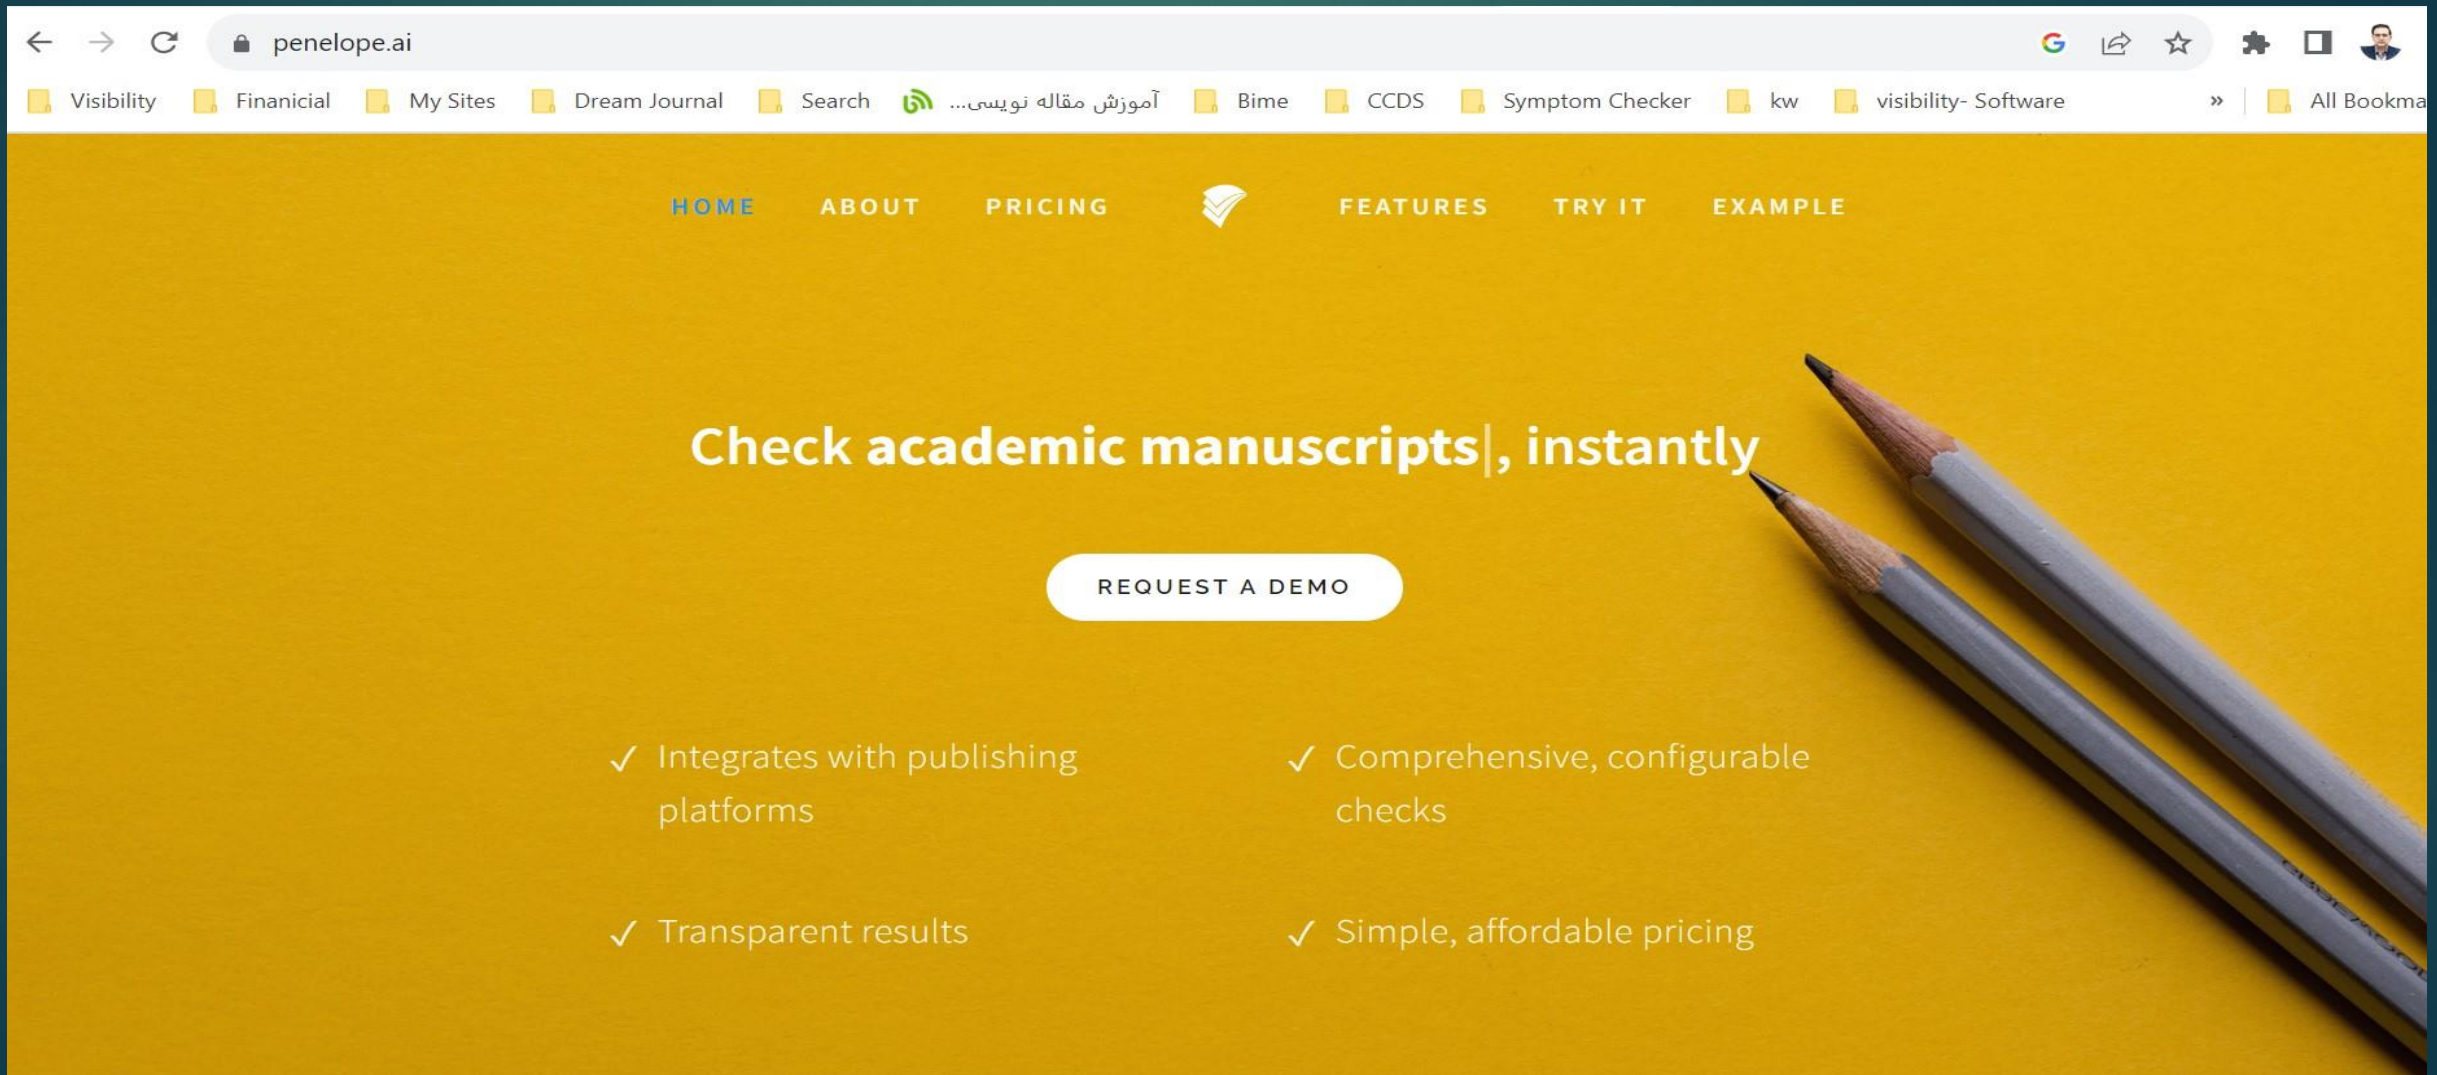 penelope.ai
Visibility Finanicial My Sites Dream Journal Search آموزش مقاله نویسی... Bime CCDS Symptom Checker kw visibility- Software » All Bookma
HOME ABOUT PRICING FEATURES TRY IT EXAMPLE
Check academic manuscripts|, instantly
REQUEST A DEMO
✓ Integrates with publishing
platforms
✓ Comprehensive, configurable
checks
✓ Transparent results
✓ Simple, affordable pricing